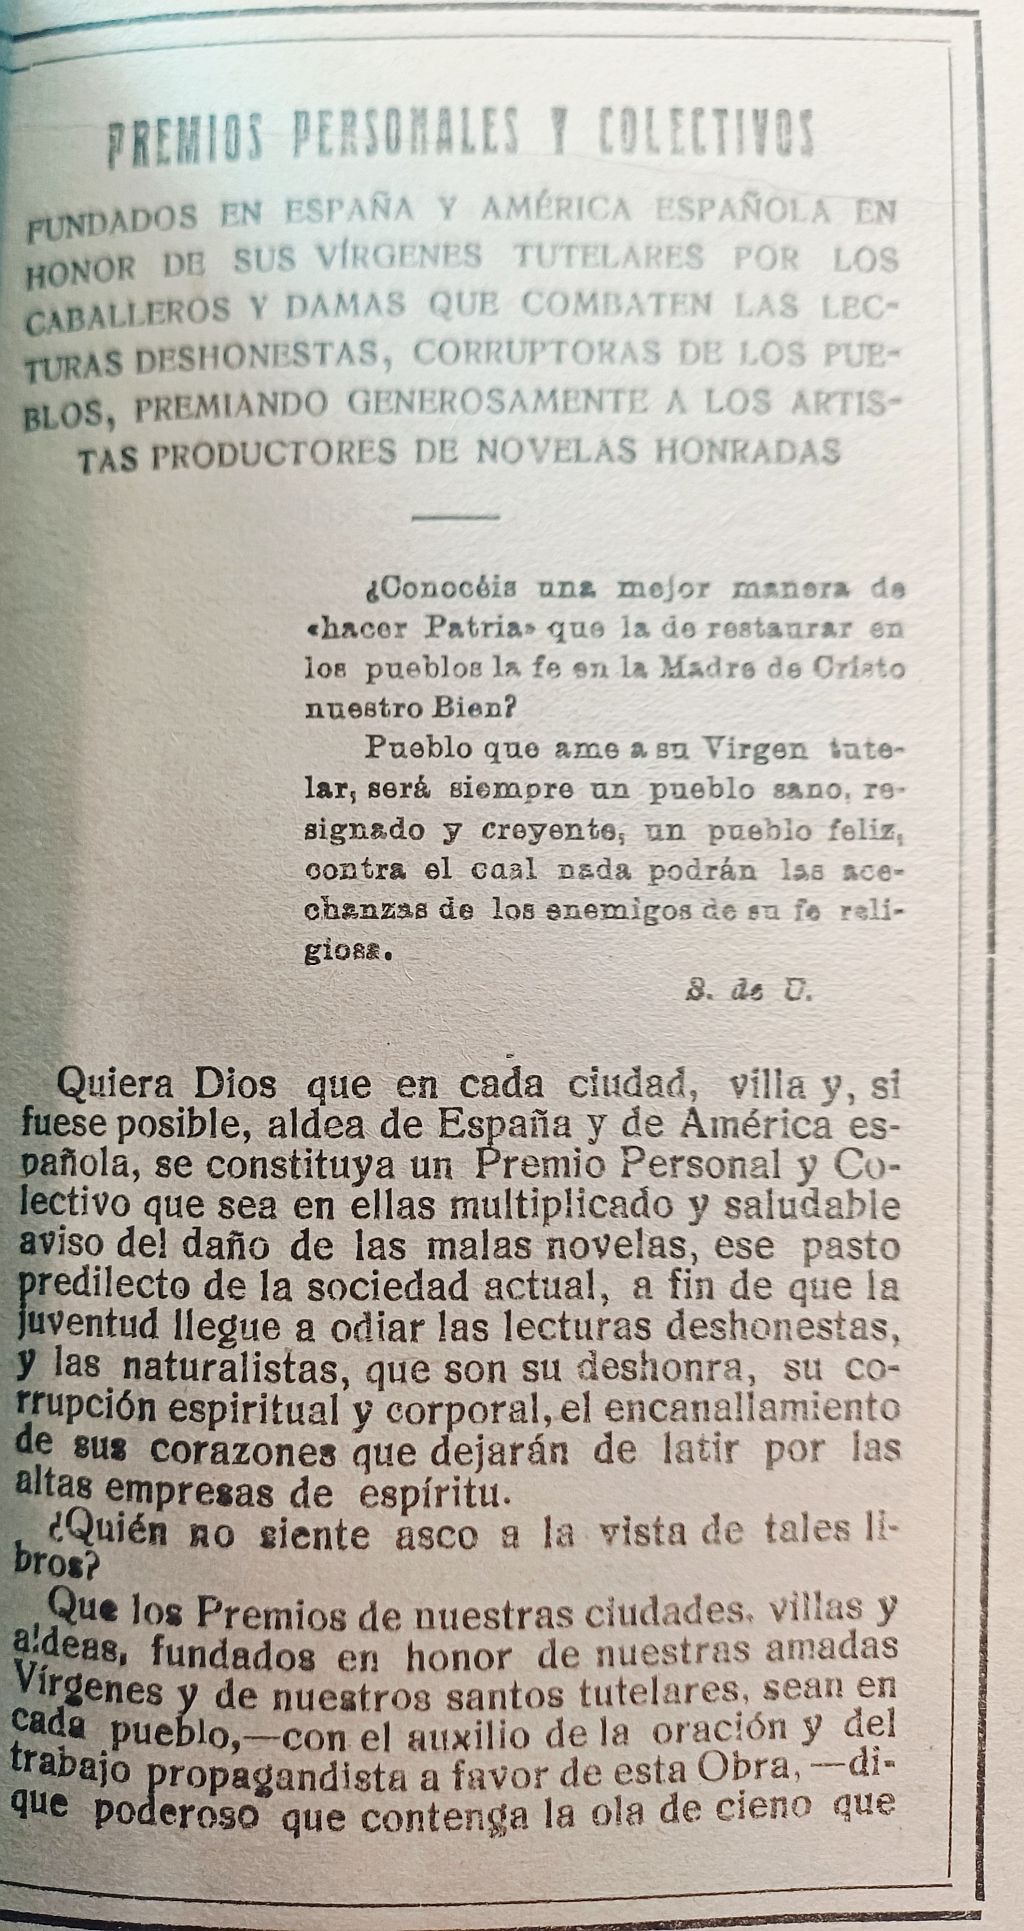 PREMIOS PERSONALES Y COLECTIVOS
FUNDADOS EN ESPAÑA Y AMÉRICA ESPAÑOLA EN
HONOR DE SUS VÍRGENES TUTELARES POR LOS
CABALLEROS Y DAMAS QUE COMBATEN LAS LEC-
TURAS DESHONESTAS, CORRUPTORAS DE LOS PUE-
BLOS, PREMIANDO GENEROSAMENTE A LOS ARTIS-
TAS PRODUCTORES DE NOVELAS HONRADAS
¿Conocéis una mejor manera de
«hacer Patria» que la de restaurar en
los pueblos la fe en la Madre de Cristo
nuestro Bien?
Pueblo que ame a su Virgen tute-
lar, será siempre un pueblo sano, re-
signado y creyente, un pueblo feliz,
contra el cual nada podrán las ace-
chanzas de los enemigos de su fe reli-
giosa.
S. de U.
Quiera Dios que en cada ciudad, villa y, si
fuese posible, aldea de España y de América es-
pañola, se constituya un Premio Personal y Co-
lectivo que sea en ellas multiplicado y saludable
aviso del daño de las malas novelas, ese pasto
predilecto de la sociedad actual, a fin de que la
juventud llegue a odiar las lecturas deshonestas,
y las naturalistas, que son su deshonra, su co-
rrupción espiritual y corporal, el encanallamiento
de sus corazones que dejarán de latir por las
altas empresas de espíritu.
¿Quién no siente asco a la vista de tales li-
bros?
Que los Premios de nuestras ciudades, villas y
aldeas, fundados en honor de nuestras amadas
Vírgenes y de nuestros santos tutelares, sean en
cada pueblo,—con el auxilio de la oración y del
trabajo propagandista a favor de esta Obra,—di-
que poderoso que contenga la ola de cieno que